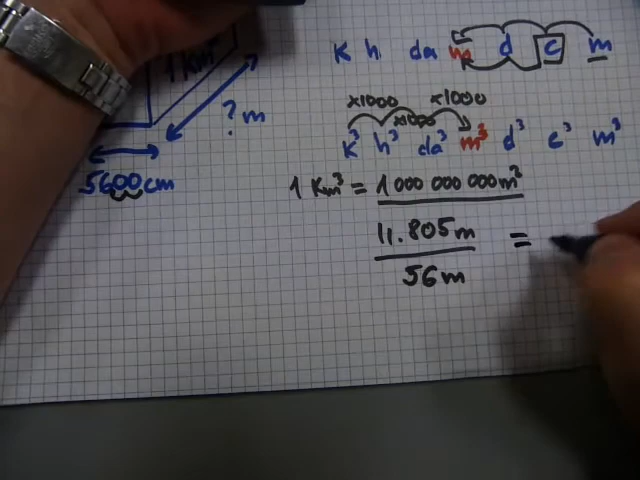 1 Km³
K h da m d c m
? m
x1000 x1000 x1000
K³ h³ da³ m³ d³ c³ m³
5600 cm
1 Km³ = 1 000 000 000 m³
11.805 m =
56 m